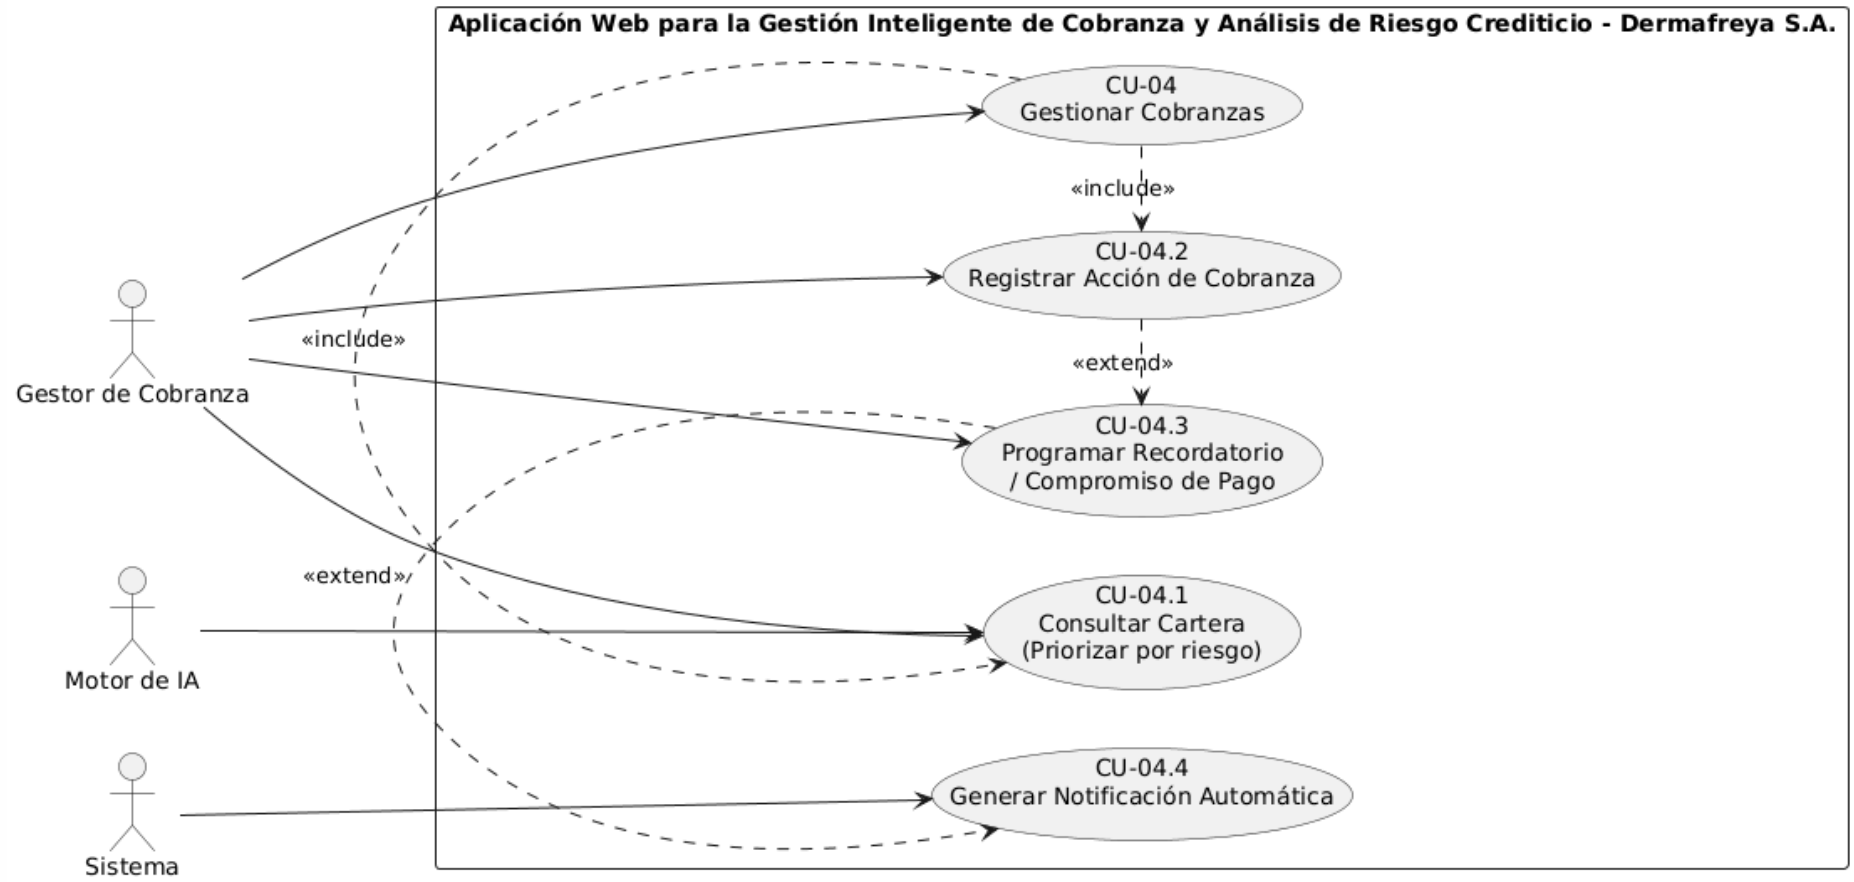 Aplicación Web para la Gestión Inteligente de Cobranza y Análisis de Riesgo Crediticio - Dermafreya S.A.
CU-04
Gestionar Cobranzas
«include»
CU-04.2
Registrar Acción de Cobranza
«include»
«extend»
Gestor de Cobranza
CU-04.3
Programar Recordatorio
/ Compromiso de Pago
«extend»
CU-04.1
Consultar Cartera
(Priorizar por riesgo)
Motor de IA
CU-04.4
Generar Notificación Automática
Sistema